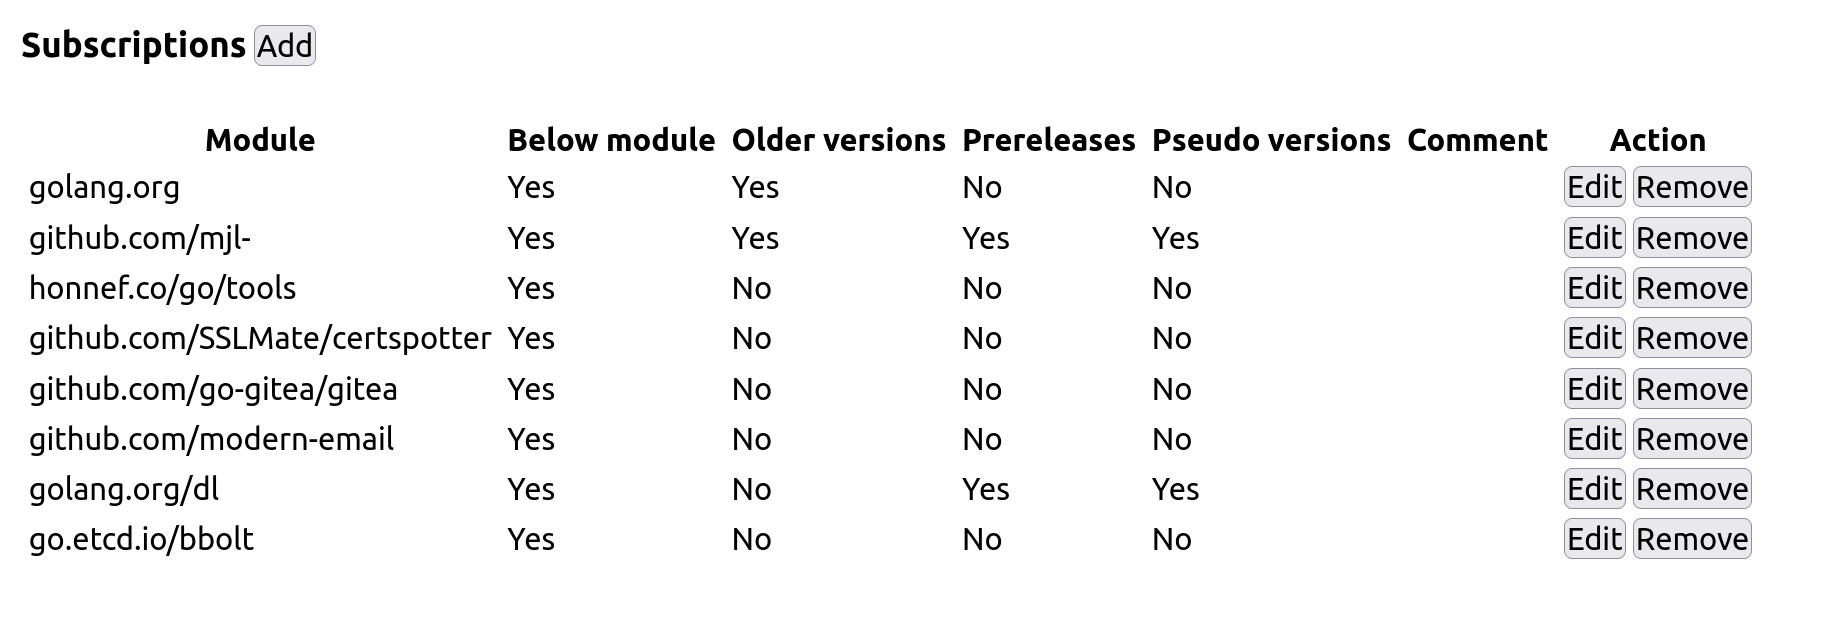 Subscriptions Add
Module Below module Older versions Prereleases Pseudo versions Comment Action
golang.org Yes Yes No No Edit Remove
github.com/mjl- Yes Yes Yes Yes Edit Remove
honnef.co/go/tools Yes No No No Edit Remove
github.com/SSLMate/certspotter Yes No No No Edit Remove
github.com/go-gitea/gitea Yes No No No Edit Remove
github.com/modern-email Yes No No No Edit Remove
golang.org/dl Yes No Yes Yes Edit Remove
go.etcd.io/bbolt Yes No No No Edit Remove